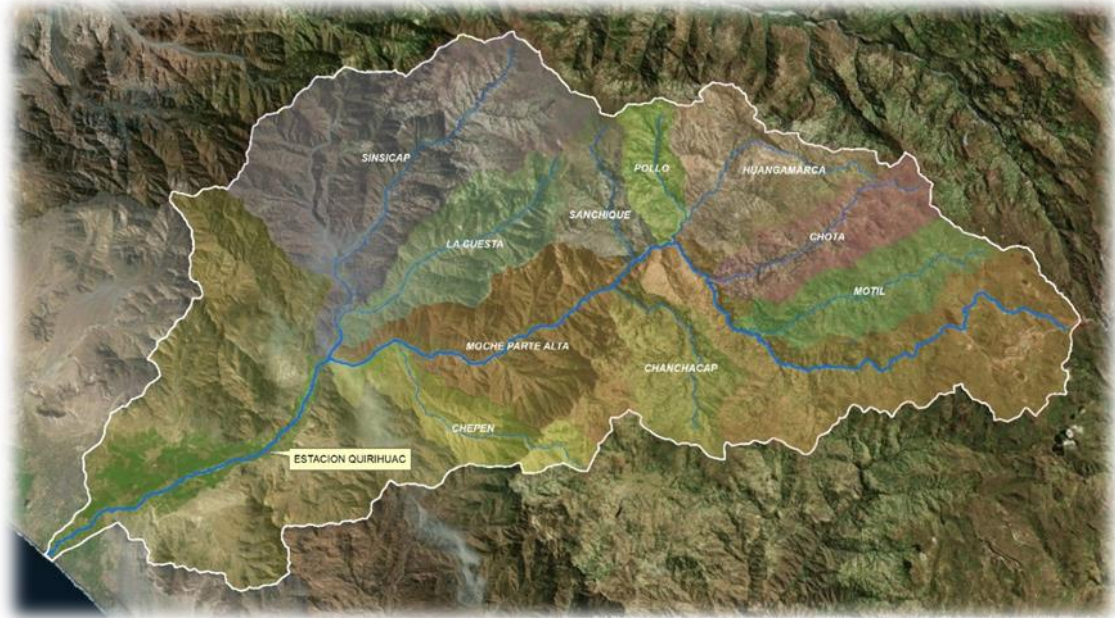 SINSICAP
POLLO
HUANGAMARCA
SANCHIQUE
LA CUESTA
CHOTA
MOTIL
MOCHE PARTE ALTA
CHANCHACAP
CHEPEN
ESTACION QUIRIHUAC